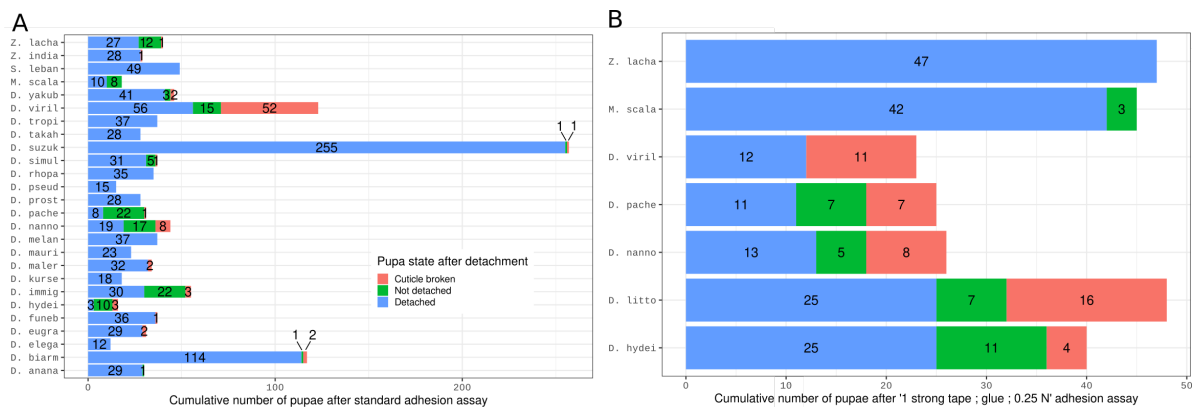 A
Z. lacha 27 12 1
Z. india 28 1
S. leban 49
M. scala 10 8
D. yakub 41 3 2
D. viril 56 15 52
D. tropi 37
D. takah 28
1 1
D. suzuk 255
D. simul 31 5 1
D. rhopa 35
D. pseud 15
D. prost 28
D. pache 8 22 1
D. nanno 19 17 8
D. melan 37
D. mauri 23
D. maler 32 2
D. kurse 18
D. immig 30 22 3
D. hydei 3 10 3
D. funeb 36 1
D. eugra 29 2
D. elega 12
1 2
D. biarm 114
D. anana 29 1
0 100 200
Cumulative number of pupae after standard adhesion assay
Pupa state after detachment
Cuticle broken
Not detached
Detached
B
Z. lacha 47
M. scala 42 3
D. viril 12 11
D. pache 11 7 7
D. nanno 13 5 8
D. litto 25 7 16
D. hydei 25 11 4
0 10 20 30 40 50
Cumulative number of pupae after '1 strong tape ; glue ; 0.25 N' adhesion assay